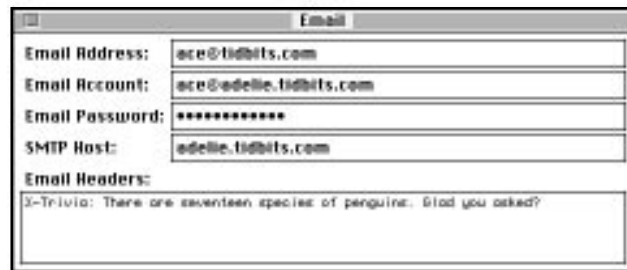 Email
Email Address: ace@tidbits.com
Email Account: ace@adelie.tidbits.com
Email Password: ••••••••••••
SMTP Host: adelie.tidbits.com
Email Headers:
X-Trivia: There are seventeen species of penguins. Glad you asked?